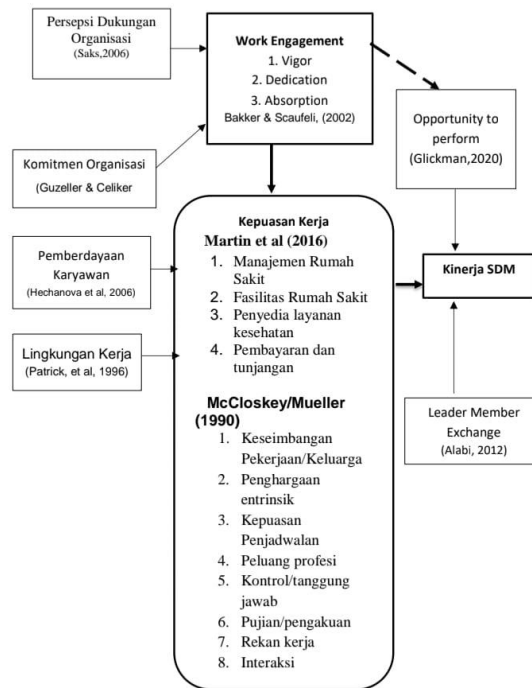 Persepsi Dukungan
Organisasi
(Saks,2006)
Work Engagement
1. Vigor
2. Dedication
3. Absorption
Bakker & Scaufeli, (2002)
Opportunity to
perform
(Glickman,2020)
Komitmen Organisasi
(Guzeller & Celiker
Pemberdayaan
Karyawan
(Hechanova et al, 2006)
Lingkungan Kerja
(Patrick, et al, 1996)
Kepuasan Kerja
Martin et al (2016)
1. Manajemen Rumah
Sakit
2. Fasilitas Rumah Sakit
3. Penyedia layanan
kesehatan
4. Pembayaran dan
tunjangan
McCloskey/Mueller
(1990)
1. Keseimbangan
Pekerjaan/Keluarga
2. Penghargaan
entrinsik
3. Kepuasan
Penjadwalan
4. Peluang profesi
5. Kontrol/tanggung
jawab
6. Pujian/pengakuan
7. Rekan kerja
8. Interaksi
Kinerja SDM
Leader Member
Exchange
(Alabi, 2012)